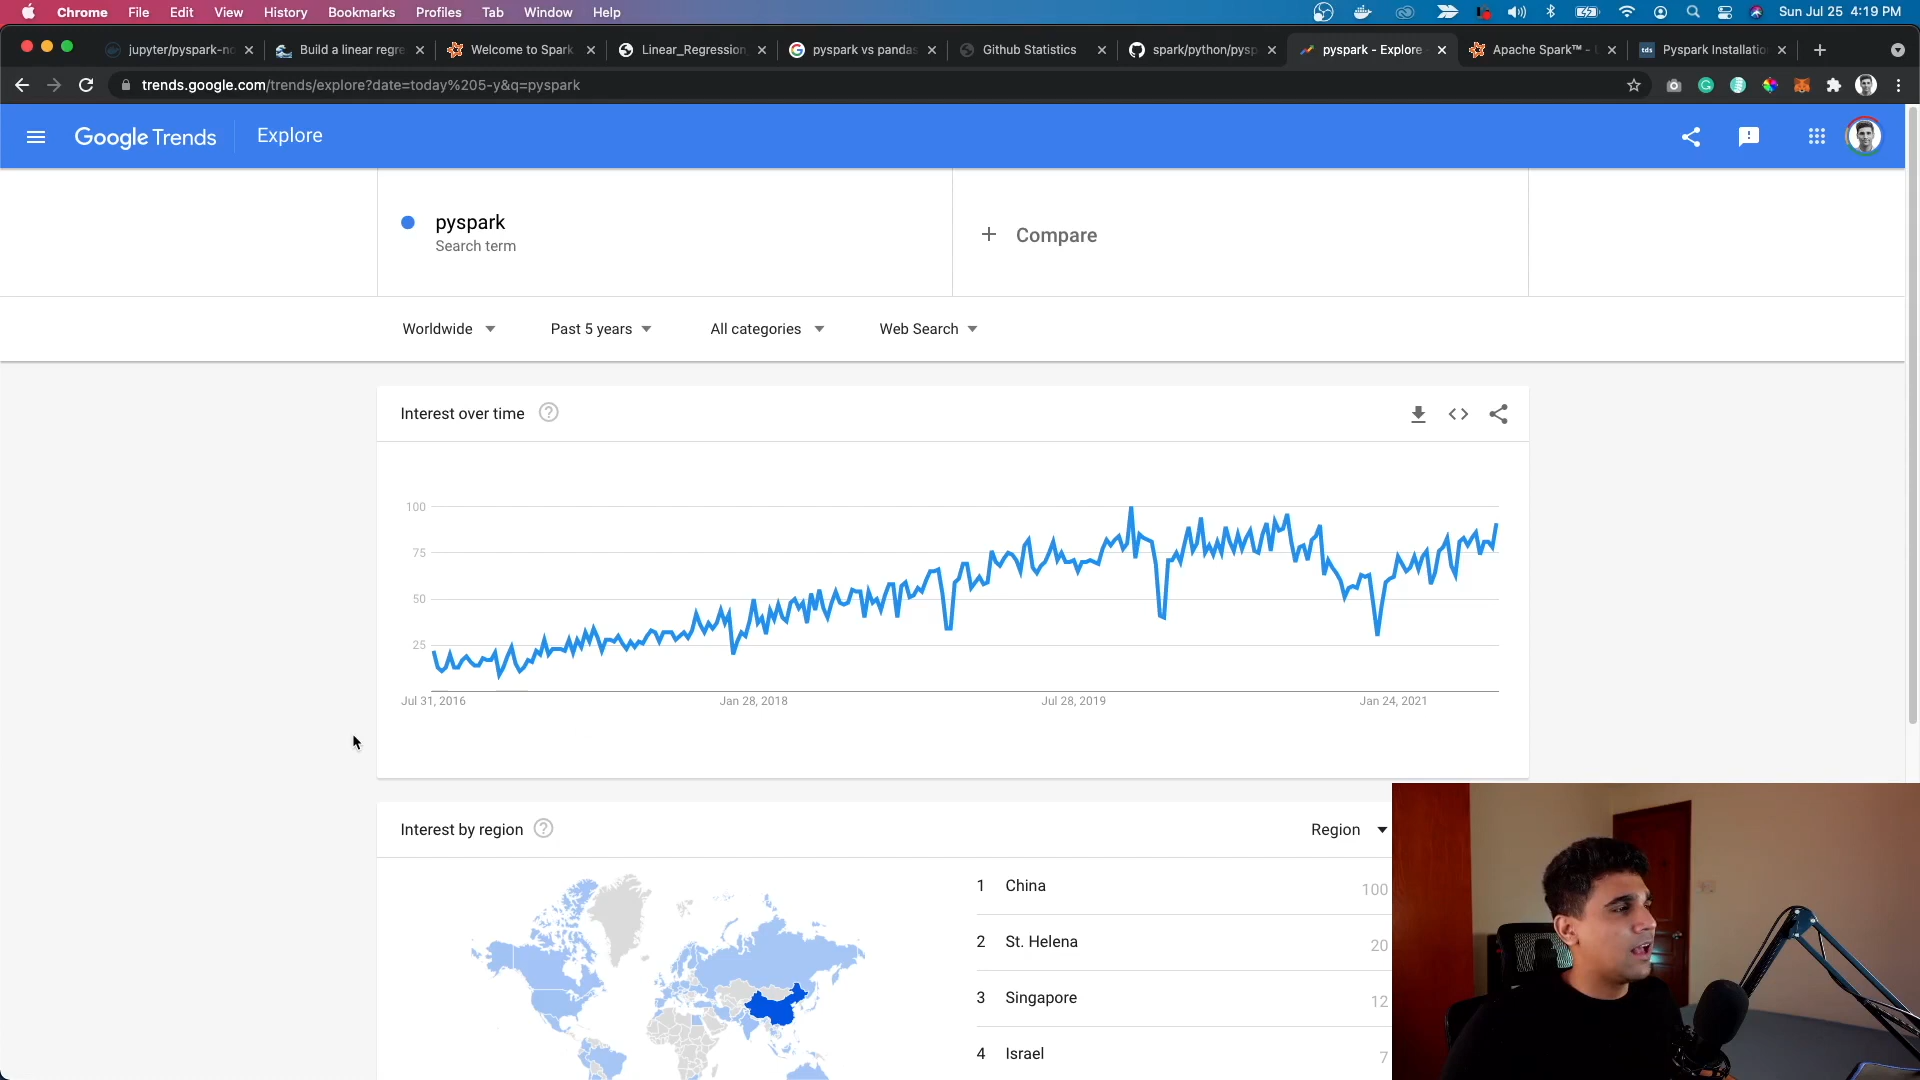 Chrome File Edit View History Bookmarks Profiles Tab Window Help Sun Jul 25 4:19 PM
jupyter/pyspark-no Build a linear regre Welcome to Spark Linear_Regression pyspark vs pandas Github Statistics spark/python/pysp pyspark - Explore Apache Spark™ - Pyspark Installatio
trends.google.com/trends/explore?date=today%205-y&q=pyspark
Google Trends Explore
pyspark
Search term
+ Compare
Worldwide Past 5 years All categories Web Search
Interest over time
100
75
50
25
Jul 31, 2016 Jan 28, 2018 Jul 28, 2019 Jan 24, 2021
Interest by region Region
1 China 100
2 St. Helena 20
3 Singapore 12
4 Israel 7